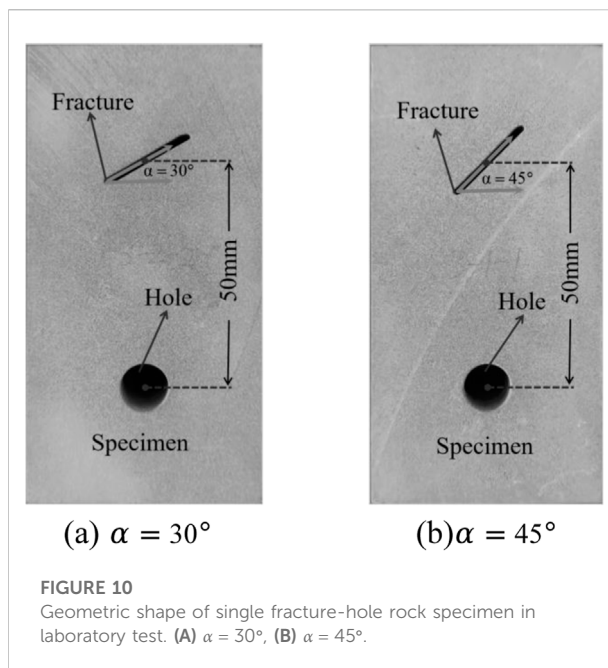 Fracture
α = 30°
50mm
Hole
Specimen
(a) α = 30°
Fracture
α = 45°
50mm
Hole
Specimen
(b)α = 45°
FIGURE 10
Geometric shape of single fracture-hole rock specimen in
laboratory test. (A) α = 30°, (B) α = 45°.